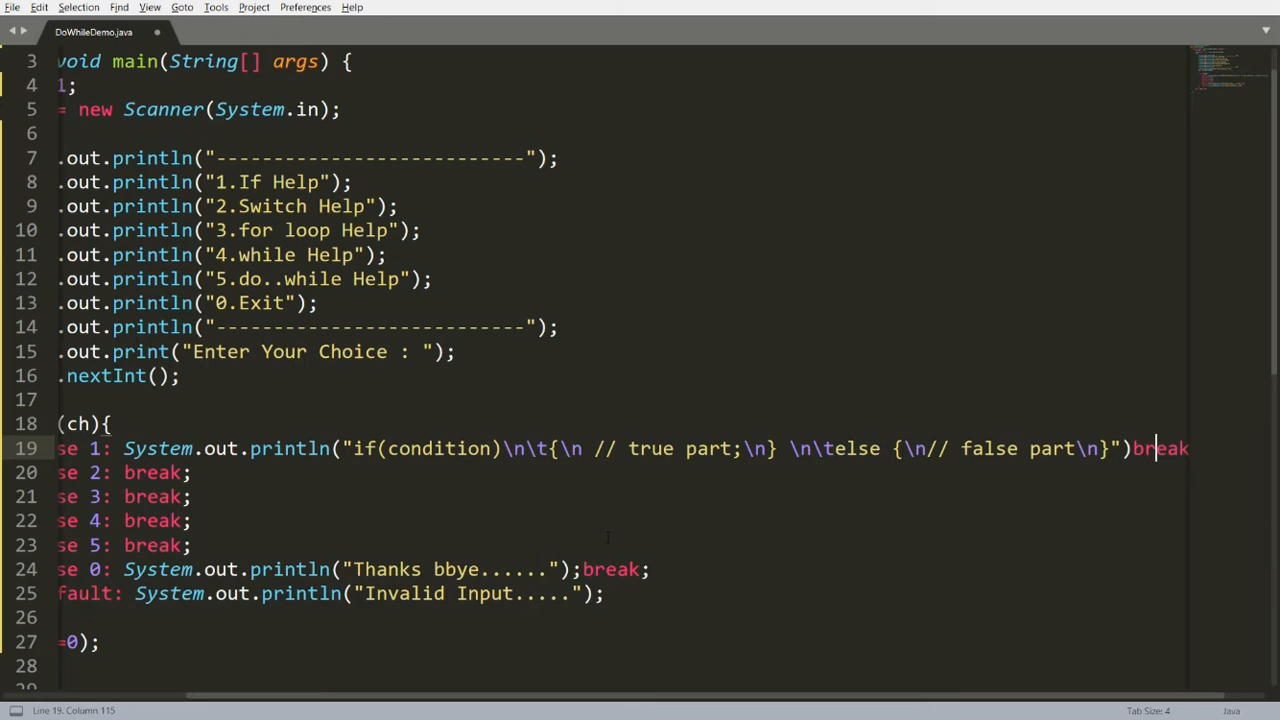 File Edit Selection Find View Goto Tools Project Preferences Help
DoWhileDemo.java
3 void main(String[] args) {
4 1;
5 = new Scanner(System.in);
6
7 .out.println("---------------------------");
8 .out.println("1.If Help");
9 .out.println("2.Switch Help");
10 .out.println("3.for loop Help");
11 .out.println("4.while Help");
12 .out.println("5.do..while Help");
13 .out.println("0.Exit");
14 .out.println("---------------------------");
15 .out.print("Enter Your Choice : ");
16 .nextInt();
17
18 (ch){
19 se 1: System.out.println("if(condition)\n\t{\n // true part;\n} \n\telse {\n// false part\n}")break
20 se 2: break;
21 se 3: break;
22 se 4: break;
23 se 5: break;
24 se 0: System.out.println("Thanks bbye......");break;
25 fault: System.out.println("Invalid Input.....");
26
27 =0);
28
Line 19, Column 115 Tab Size: 4 Java